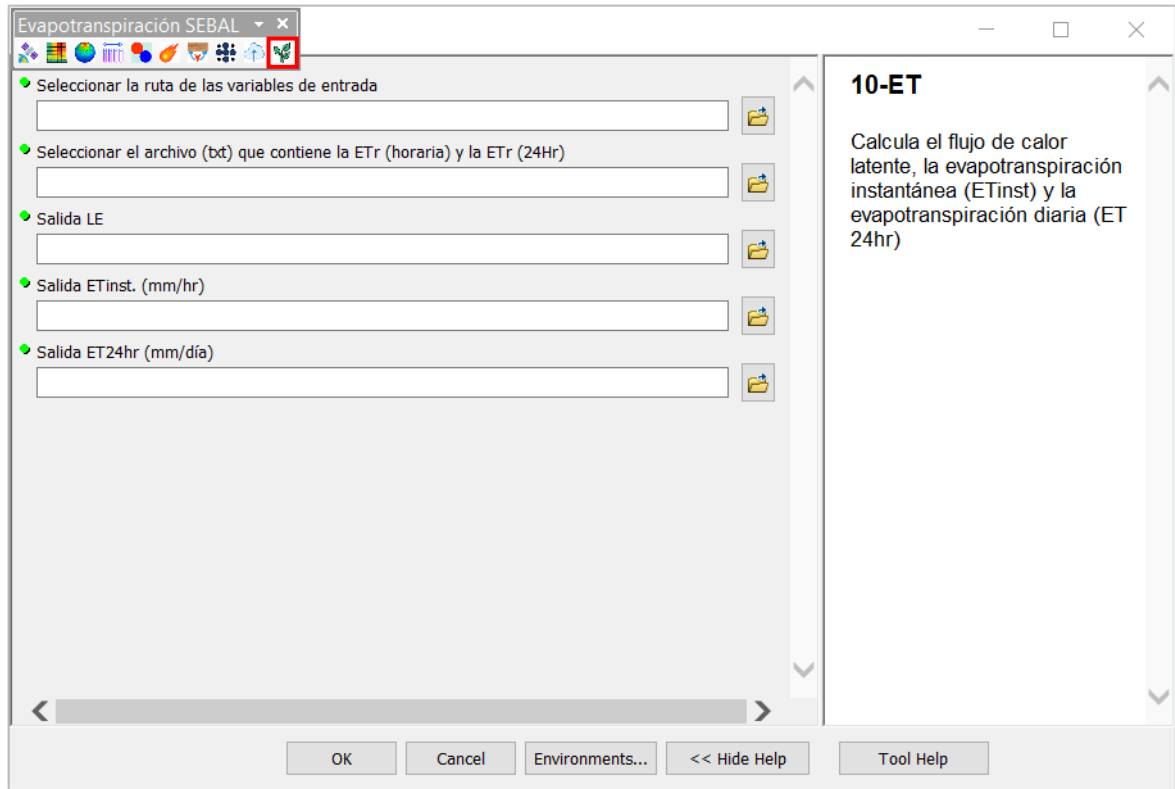 Evapotranspiración SEBAL
Seleccionar la ruta de las variables de entrada
Seleccionar el archivo (txt) que contiene la ETr (horaria) y la ETr (24Hr)
Salida LE
Salida ETinst. (mm/hr)
Salida ET24hr (mm/día)
10-ET
Calcula el flujo de calor
latente, la evapotranspiración
instantánea (ETinst) y la
evapotranspiración diaria (ET
24hr)
OK
Cancel
Environments...
<< Hide Help
Tool Help